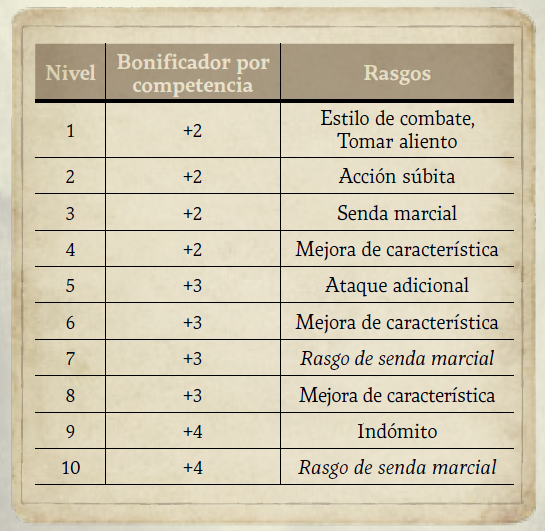 Nivel Bonificador por competencia Rasgos
1 +2 Estilo de combate, Tomar aliento
2 +2 Acción súbita
3 +2 Senda marcial
4 +2 Mejora de característica
5 +3 Ataque adicional
6 +3 Mejora de característica
7 +3 Rasgo de senda marcial
8 +3 Mejora de característica
9 +4 Indómito
10 +4 Rasgo de senda marcial